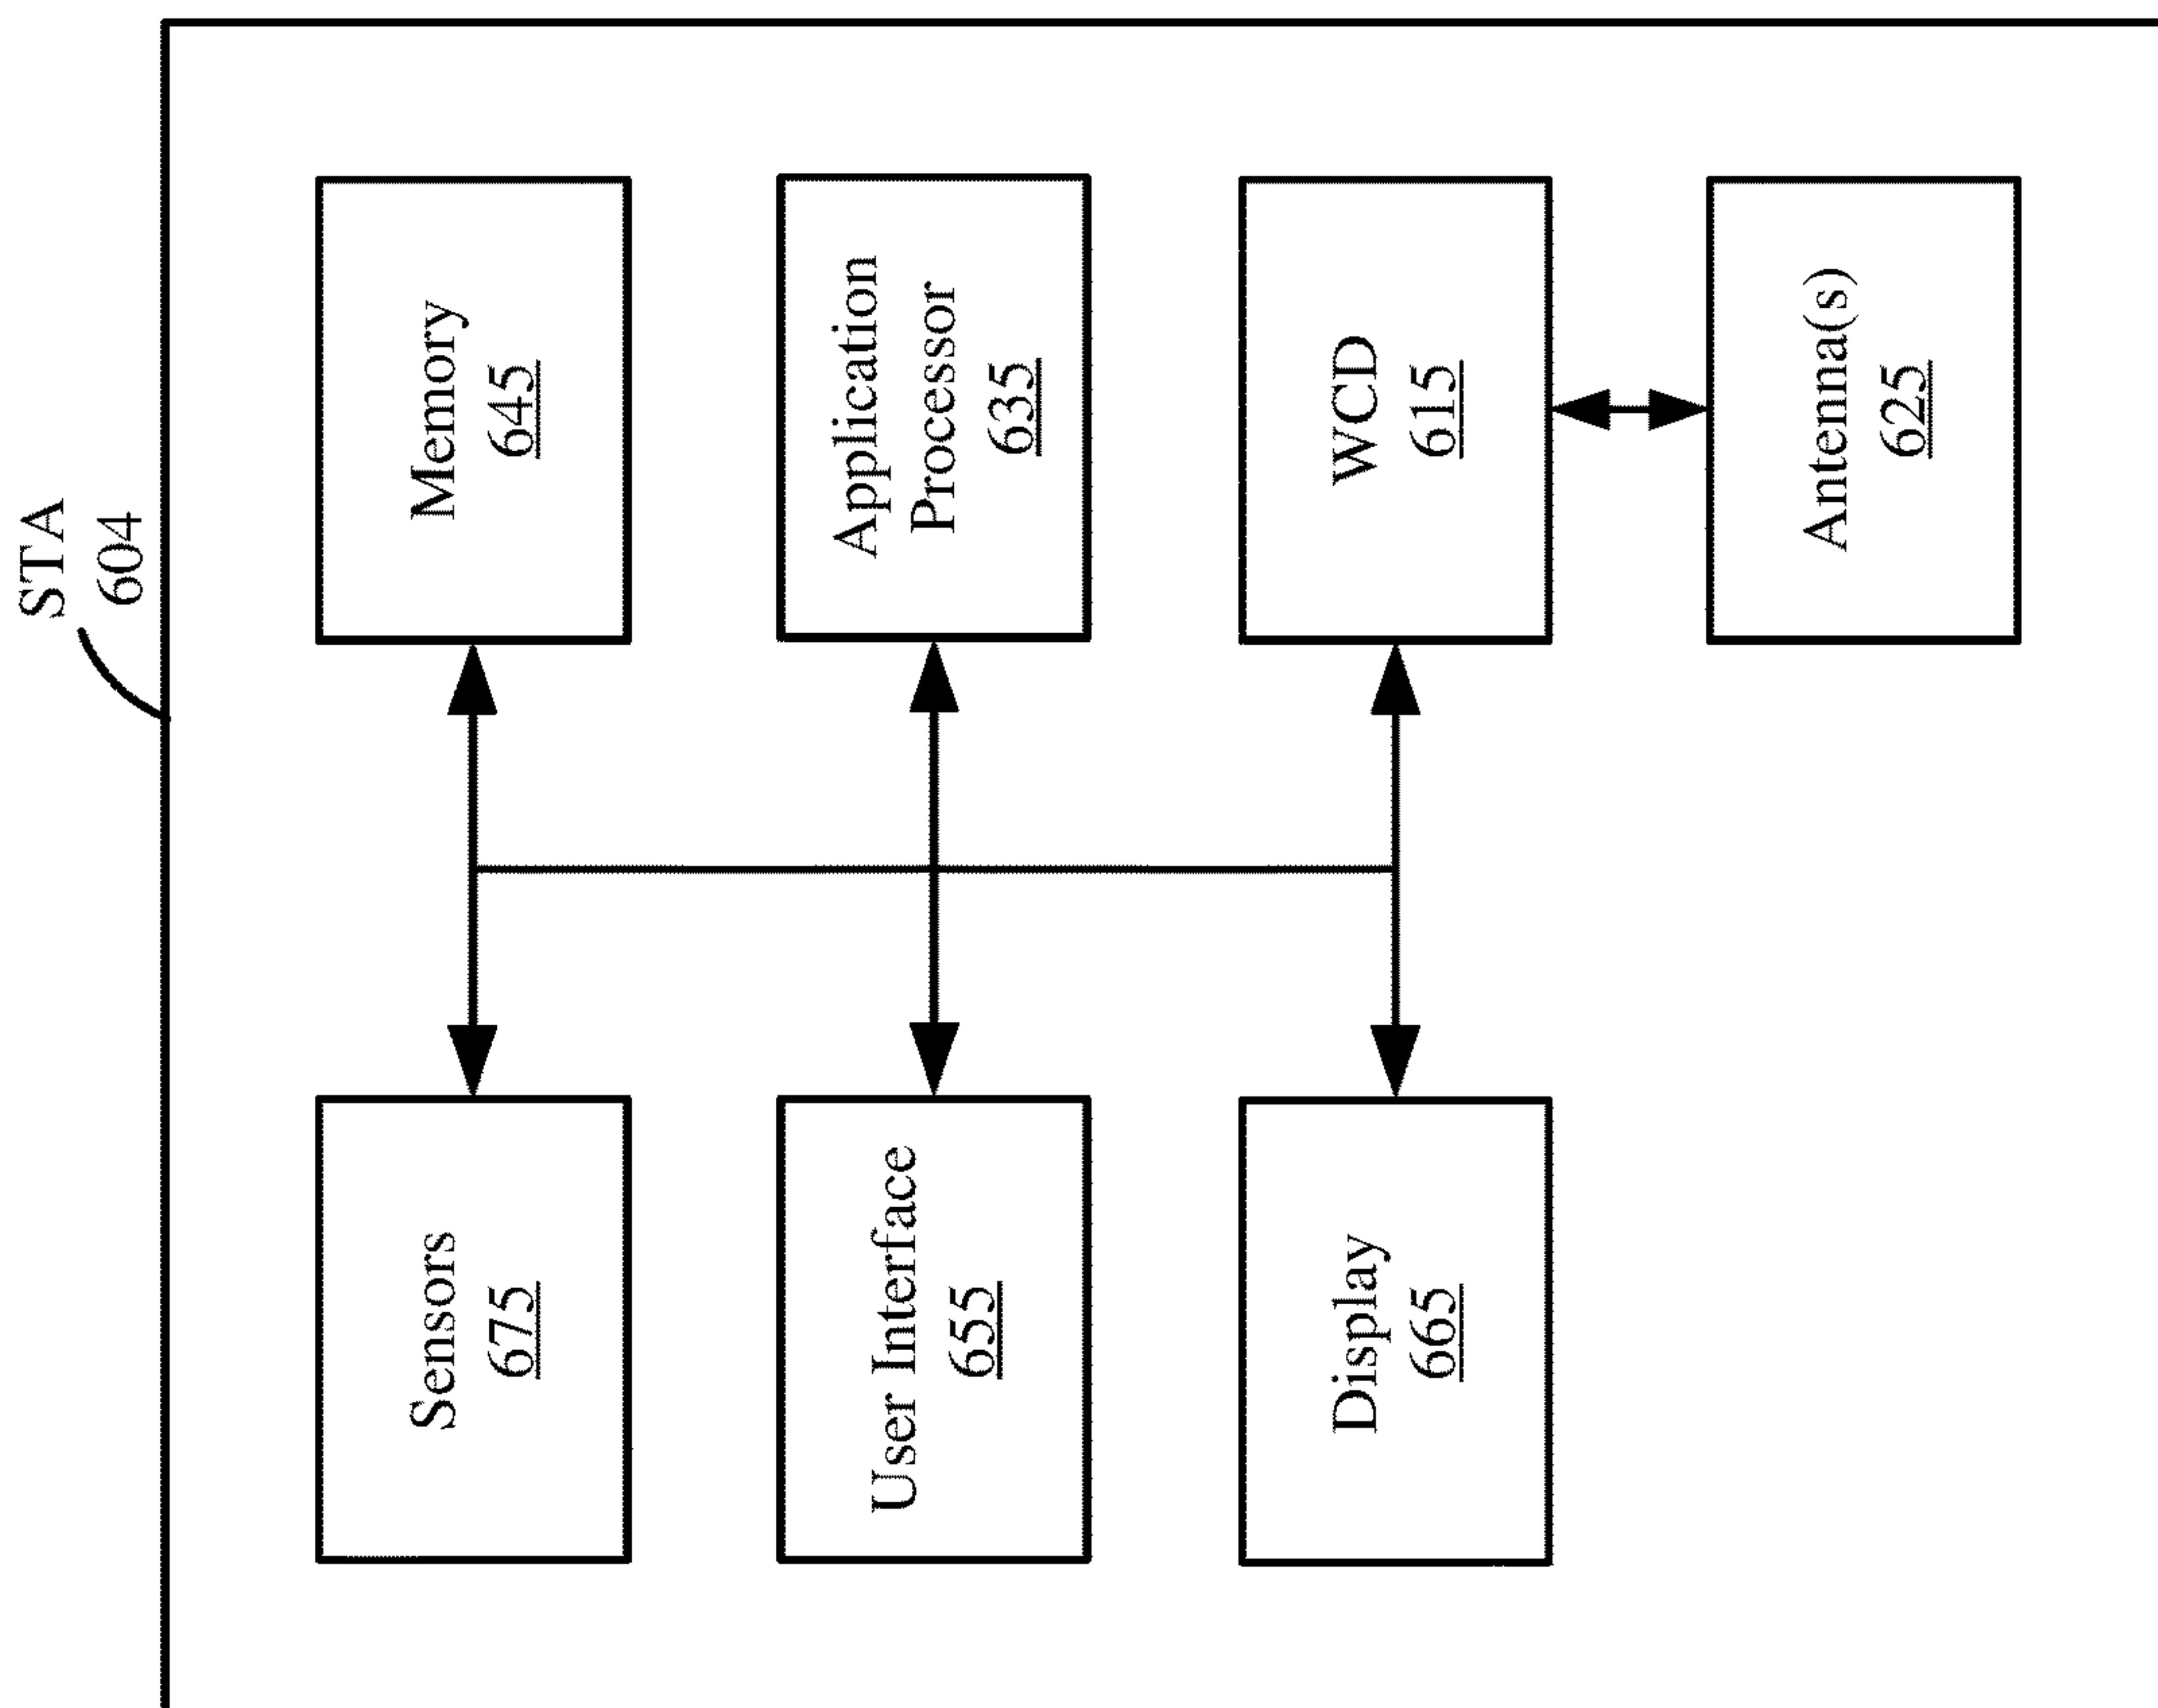 STA
604
Sensors
675
Memory
645
User Interface
655
Application
Processor
635
Display
665
WCD
615
Antenna(s)
625